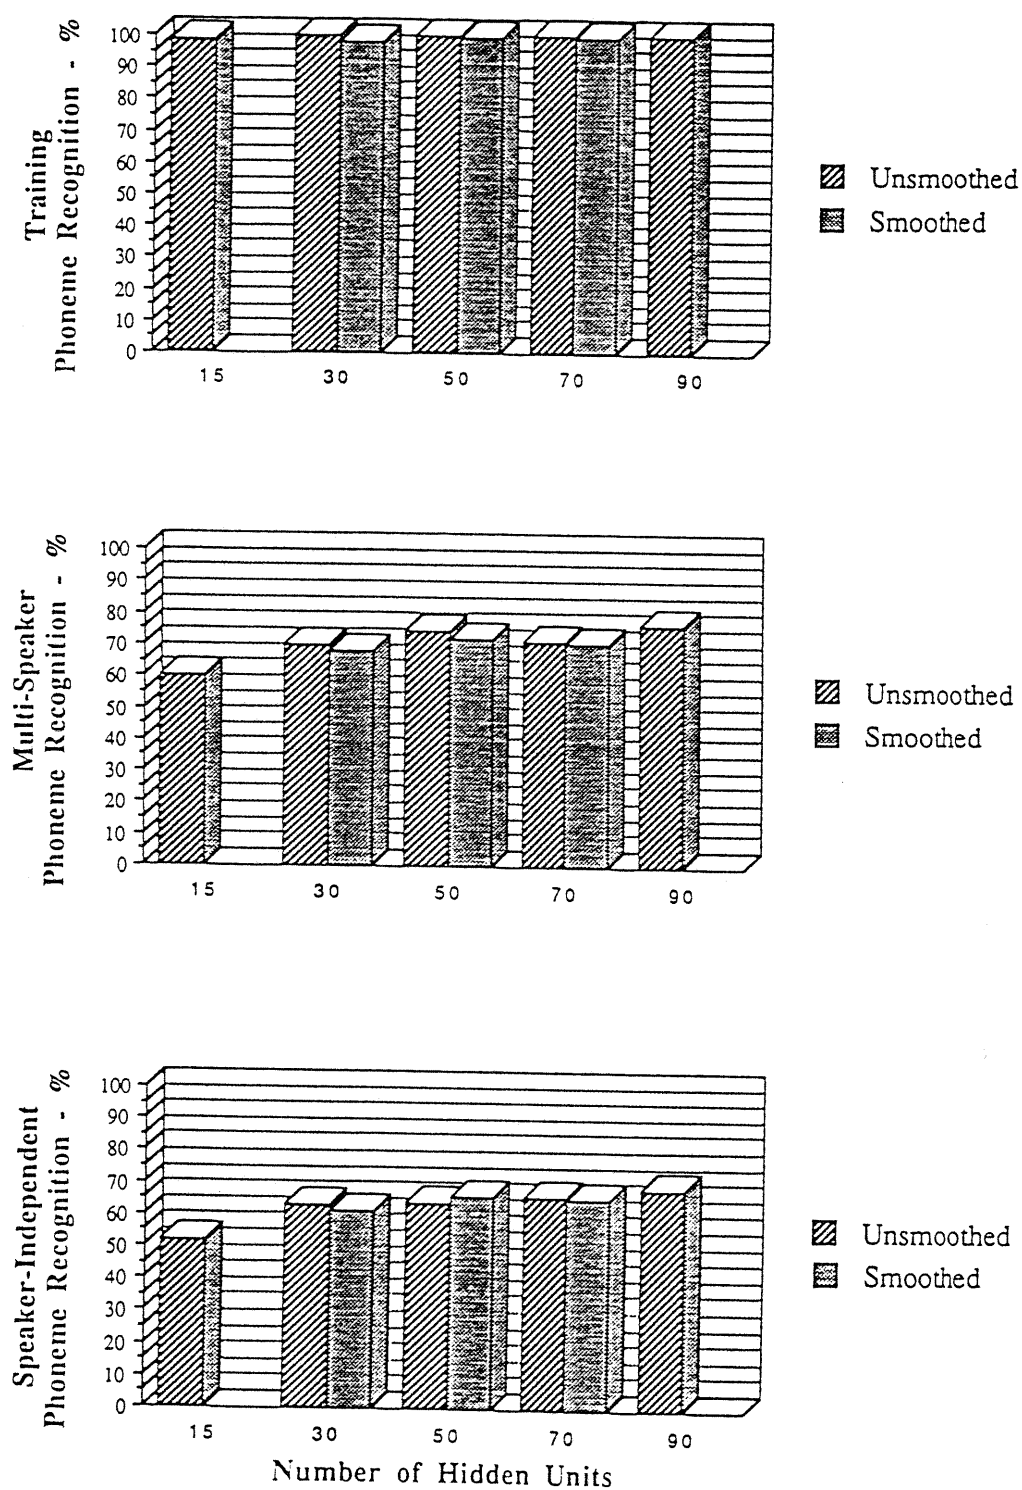 Training
Phoneme Recognition - %
100
90
80
70
60
50
40
30
20
10
0
15 30 50 70 90
Unsmoothed
Smoothed
Multi-Speaker
Phoneme Recognition - %
100
90
80
70
60
50
40
30
20
10
0
15 30 50 70 90
Unsmoothed
Smoothed
Speaker-Independent
Phoneme Recognition - %
100
90
80
70
60
50
40
30
20
10
0
15 30 50 70 90
Unsmoothed
Smoothed
Number of Hidden Units